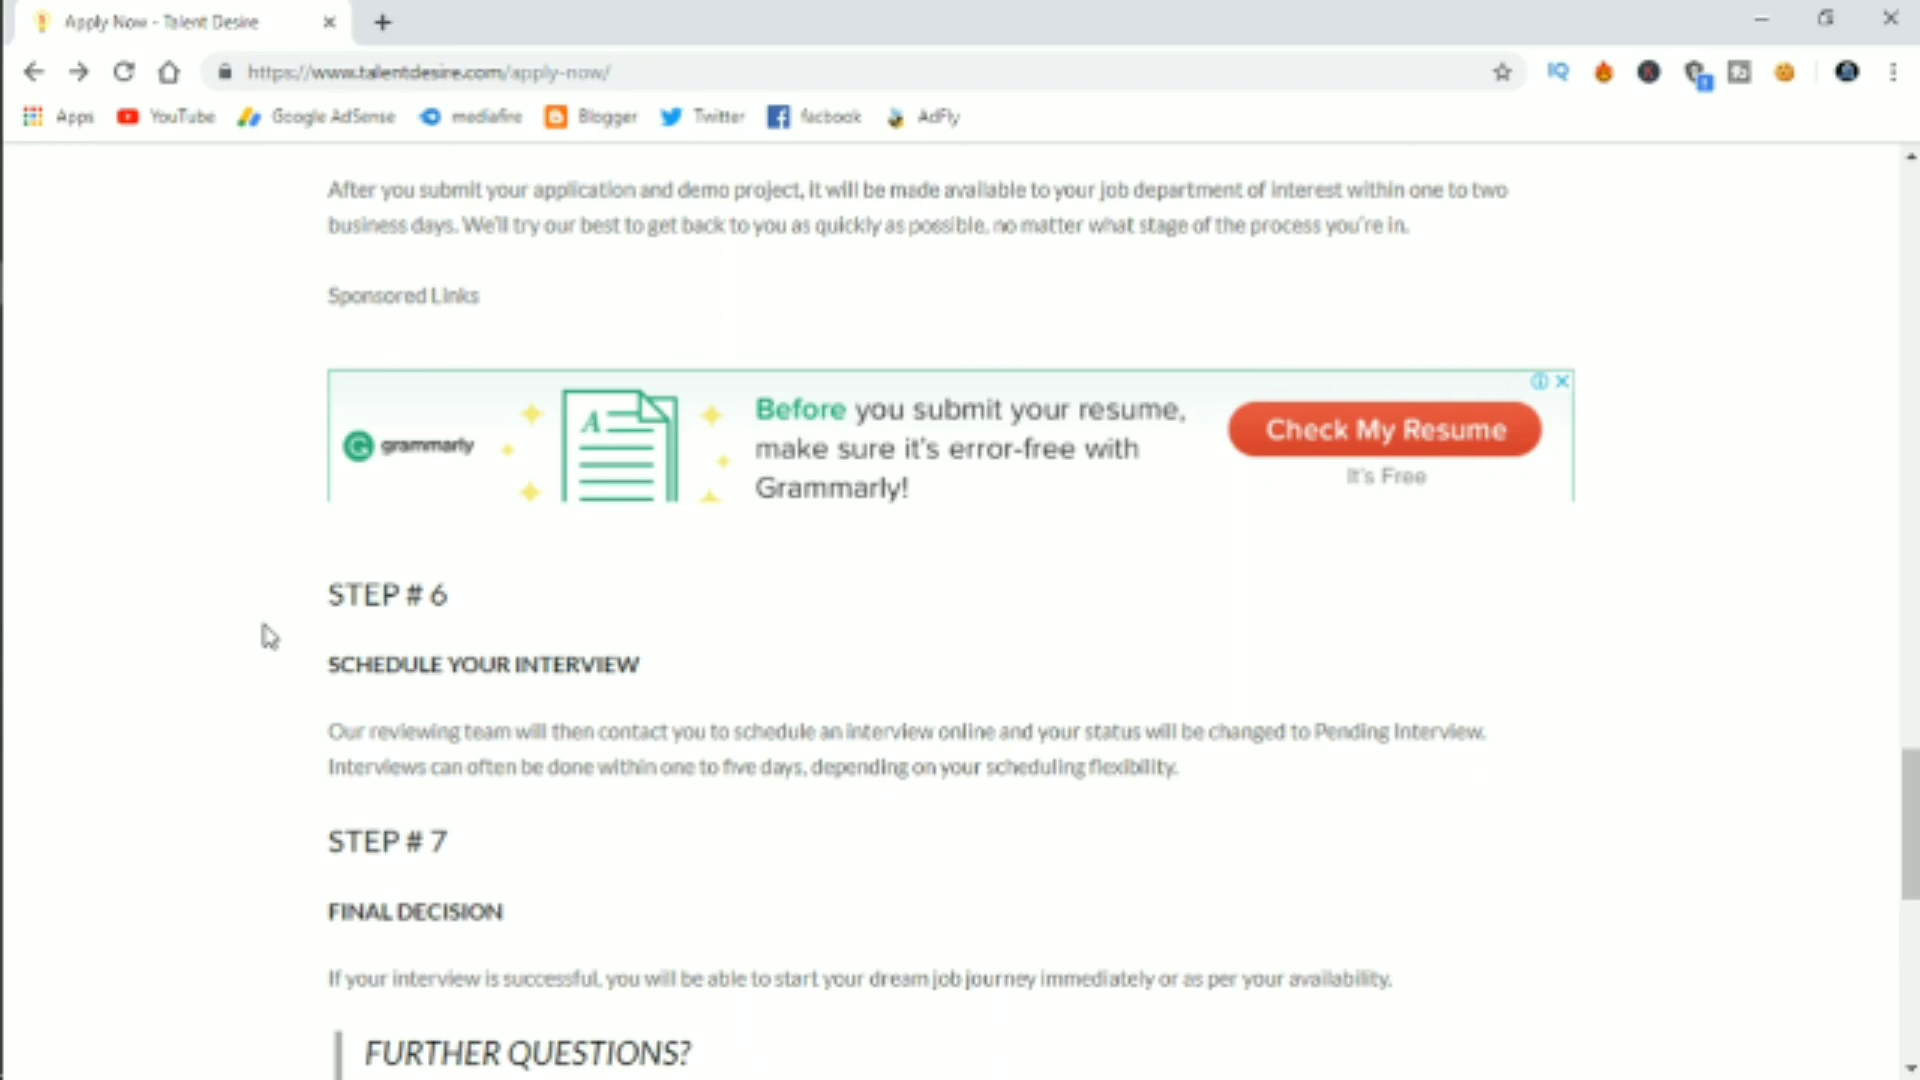 Apply Now - Talent Desire
https://www.talentdesire.com/apply-now/
Apps YouTube Google AdSense mediafire Blogger Twitter facbook AdFly
After you submit your application and demo project, it will be made available to your job department of interest within one to two
business days. We'll try our best to get back to you as quickly as possible, no matter what stage of the process you're in.
Sponsored Links
grammarly
Before you submit your resume,
make sure it's error-free with
Grammarly!
Check My Resume
It's Free
STEP # 6
SCHEDULE YOUR INTERVIEW
Our reviewing team will then contact you to schedule an interview online and your status will be changed to Pending Interview.
Interviews can often be done within one to five days, depending on your scheduling flexibility.
STEP # 7
FINAL DECISION
If your interview is successful, you will be able to start your dream job journey immediately or as per your availability.
FURTHER QUESTIONS?